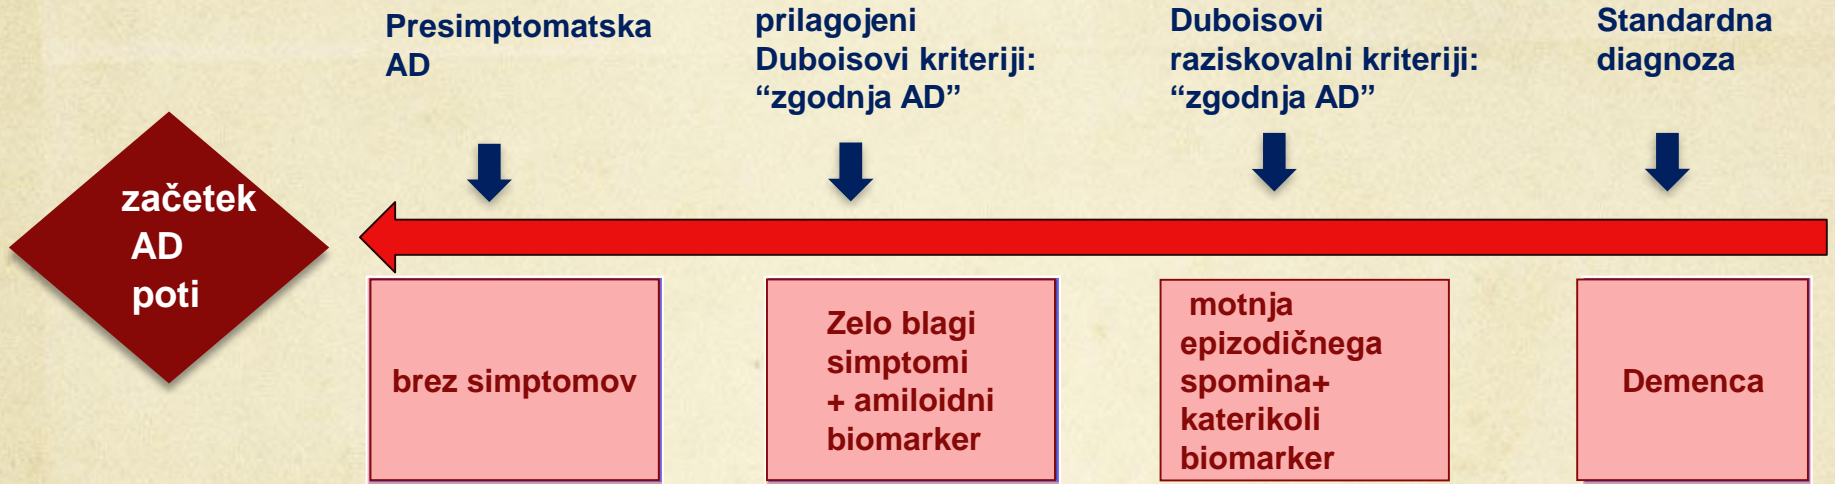 Presimptomatska
AD
prilagojeni
Duboisovi kriteriji:
“zgodnja AD”
Duboisovi
raziskovalni kriteriji:
“zgodnja AD”
Standardna
diagnoza
začetek
AD
poti
brez simptomov
Zelo blagi
simptomi
+ amiloidni
biomarker
motnja
epizodičnega
spomina+
katerikoli
biomarker
Demenca